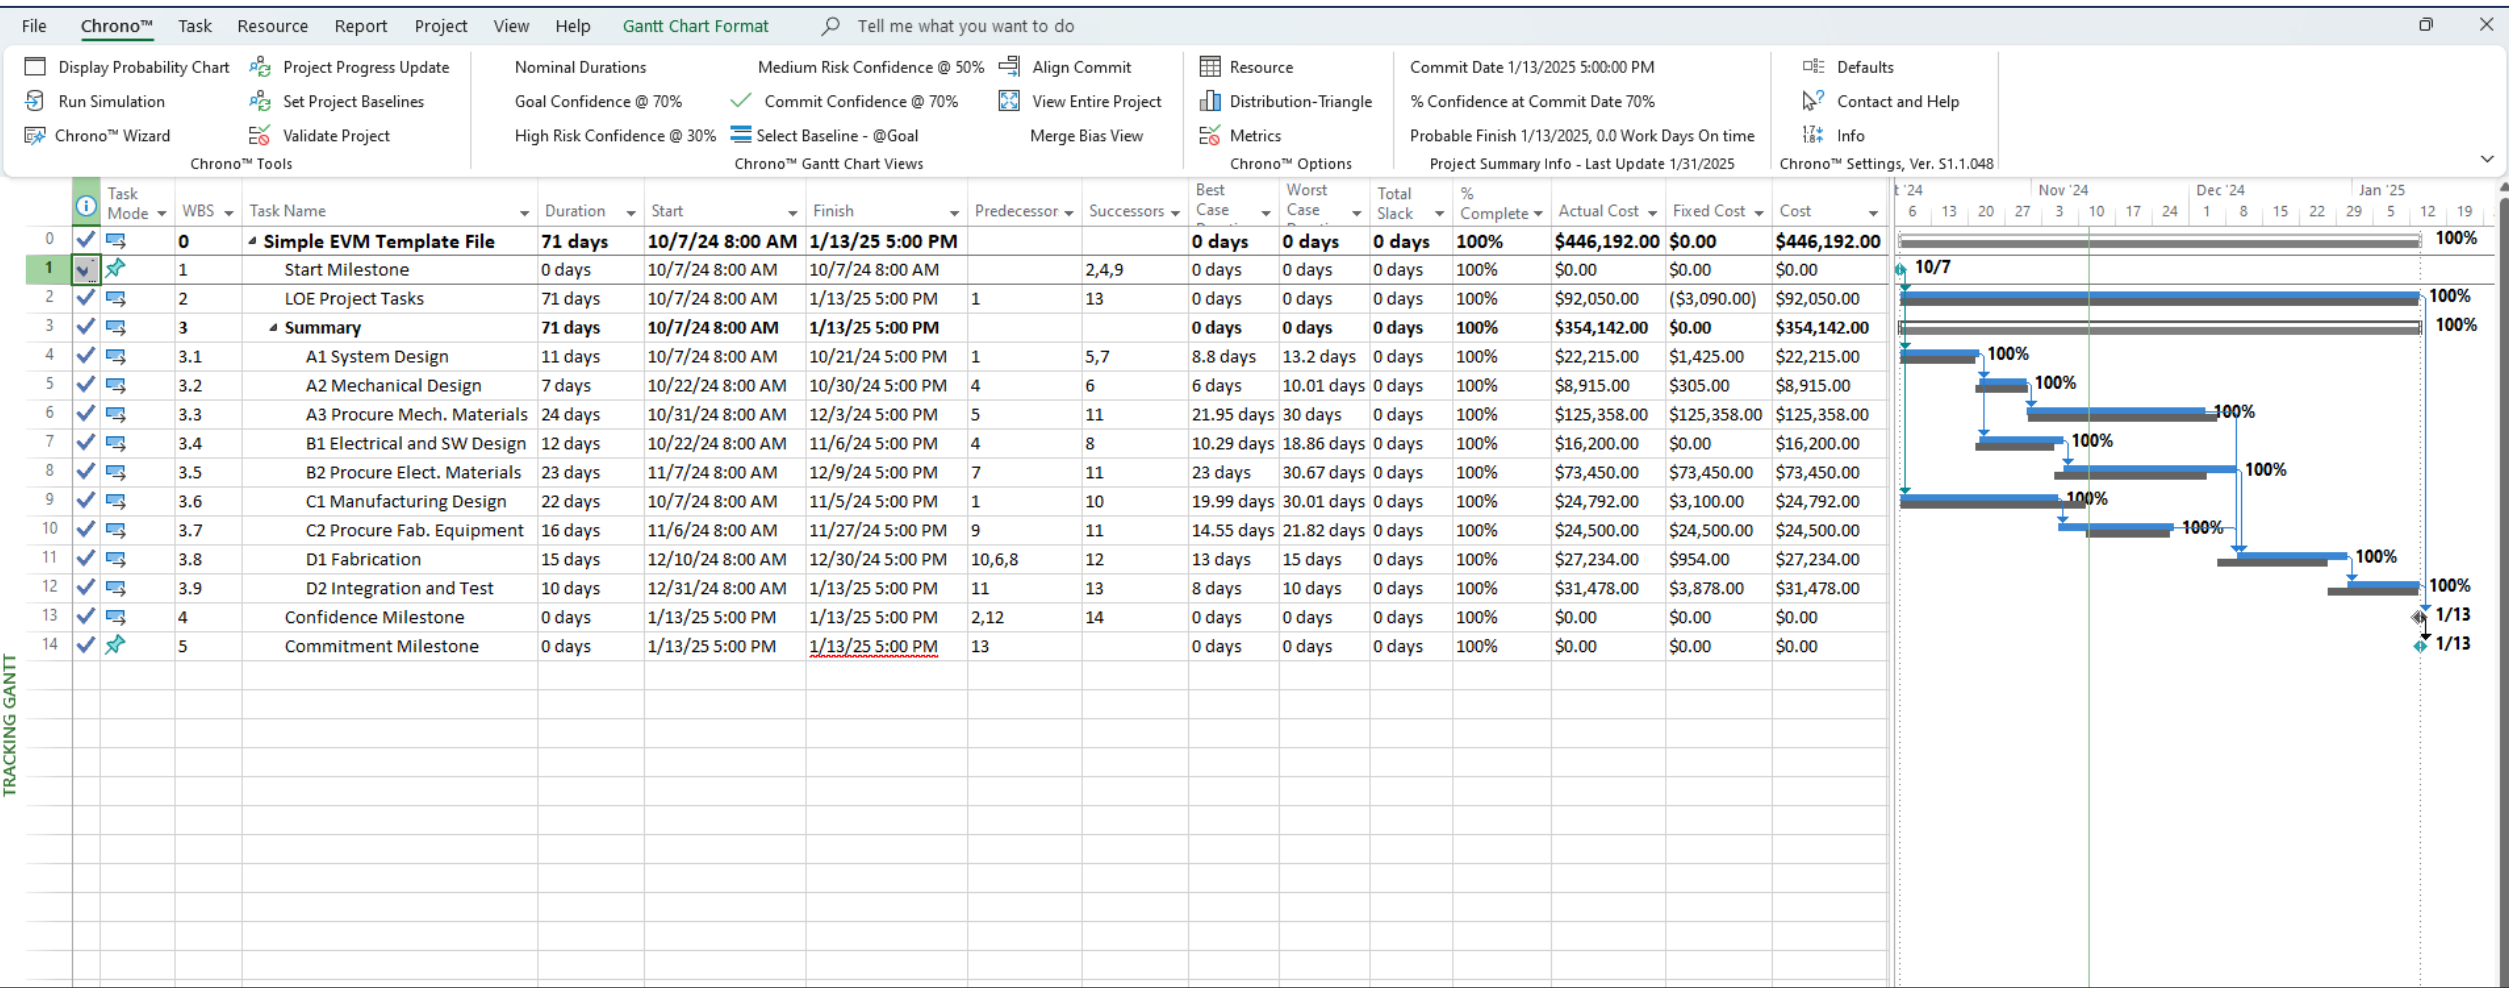 File Chrono™ Task Resource Report Project View Help Gantt Chart Format Tell me what you want to do
Display Probability Chart Project Progress Update Nominal Durations Medium Risk Confidence @ 50% Align Commit Resource Commit Date 1/13/2025 5:00:00 PM Defaults
Run Simulation Set Project Baselines Goal Confidence @ 70% Commit Confidence @ 70% View Entire Project Distribution-Triangle % Confidence at Commit Date 70% Contact and Help
Chrono™ Wizard Validate Project High Risk Confidence @ 30% Select Baseline - @Goal Merge Bias View Metrics Probable Finish 1/13/2025, 0.0 Work Days On time Info
Chrono™ Tools Chrono™ Gantt Chart Views Chrono™ Options Project Summary Info - Last Update 1/31/2025 Chrono™ Settings, Ver. S1.1.048
Task Mode WBS Task Name Duration Start Finish Predecessor Successors Best Case Worst Case Total Slack % Complete Actual Cost Fixed Cost Cost
t '24 Nov '24 Dec '24 Jan '25
6 13 20 27 3 10 17 24 1 8 15 22 29 5 12 19
0 0 Simple EVM Template File 71 days 10/7/24 8:00 AM 1/13/25 5:00 PM 0 days 0 days 0 days 100% $446,192.00 $0.00 $446,192.00 100%
1 1 Start Milestone 0 days 10/7/24 8:00 AM 10/7/24 8:00 AM 2,4,9 0 days 0 days 0 days 100% $0.00 $0.00 $0.00 10/7
2 2 LOE Project Tasks 71 days 10/7/24 8:00 AM 1/13/25 5:00 PM 1 13 0 days 0 days 0 days 100% $92,050.00 ($3,090.00) $92,050.00 100%
3 3 Summary 71 days 10/7/24 8:00 AM 1/13/25 5:00 PM 0 days 0 days 0 days 100% $354,142.00 $0.00 $354,142.00 100%
4 3.1 A1 System Design 11 days 10/7/24 8:00 AM 10/21/24 5:00 PM 1 5,7 8.8 days 13.2 days 0 days 100% $22,215.00 $1,425.00 $22,215.00 100%
5 3.2 A2 Mechanical Design 7 days 10/22/24 8:00 AM 10/30/24 5:00 PM 4 6 6 days 10.01 days 0 days 100% $8,915.00 $305.00 $8,915.00 100%
6 3.3 A3 Procure Mech. Materials 24 days 10/31/24 8:00 AM 12/3/24 5:00 PM 5 11 21.95 days 30 days 0 days 100% $125,358.00 $125,358.00 $125,358.00 100%
7 3.4 B1 Electrical and SW Design 12 days 10/22/24 8:00 AM 11/6/24 5:00 PM 4 8 10.29 days 18.86 days 0 days 100% $16,200.00 $0.00 $16,200.00 100%
8 3.5 B2 Procure Elect. Materials 23 days 11/7/24 8:00 AM 12/9/24 5:00 PM 7 11 23 days 30.67 days 0 days 100% $73,450.00 $73,450.00 $73,450.00 100%
9 3.6 C1 Manufacturing Design 22 days 10/7/24 8:00 AM 11/5/24 5:00 PM 1 10 19.99 days 30.01 days 0 days 100% $24,792.00 $3,100.00 $24,792.00 100%
10 3.7 C2 Procure Fab. Equipment 16 days 11/6/24 8:00 AM 11/27/24 5:00 PM 9 11 14.55 days 21.82 days 0 days 100% $24,500.00 $24,500.00 $24,500.00 100%
11 3.8 D1 Fabrication 15 days 12/10/24 8:00 AM 12/30/24 5:00 PM 10,6,8 12 13 days 15 days 0 days 100% $27,234.00 $954.00 $27,234.00 100%
12 3.9 D2 Integration and Test 10 days 12/31/24 8:00 AM 1/13/25 5:00 PM 11 13 8 days 10 days 0 days 100% $31,478.00 $3,878.00 $31,478.00 100%
13 4 Confidence Milestone 0 days 1/13/25 5:00 PM 1/13/25 5:00 PM 2,12 14 0 days 0 days 0 days 100% $0.00 $0.00 $0.00 1/13
14 5 Commitment Milestone 0 days 1/13/25 5:00 PM 1/13/25 5:00 PM 13 0 days 0 days 0 days 100% $0.00 $0.00 $0.00 1/13
TRACKING GANTT